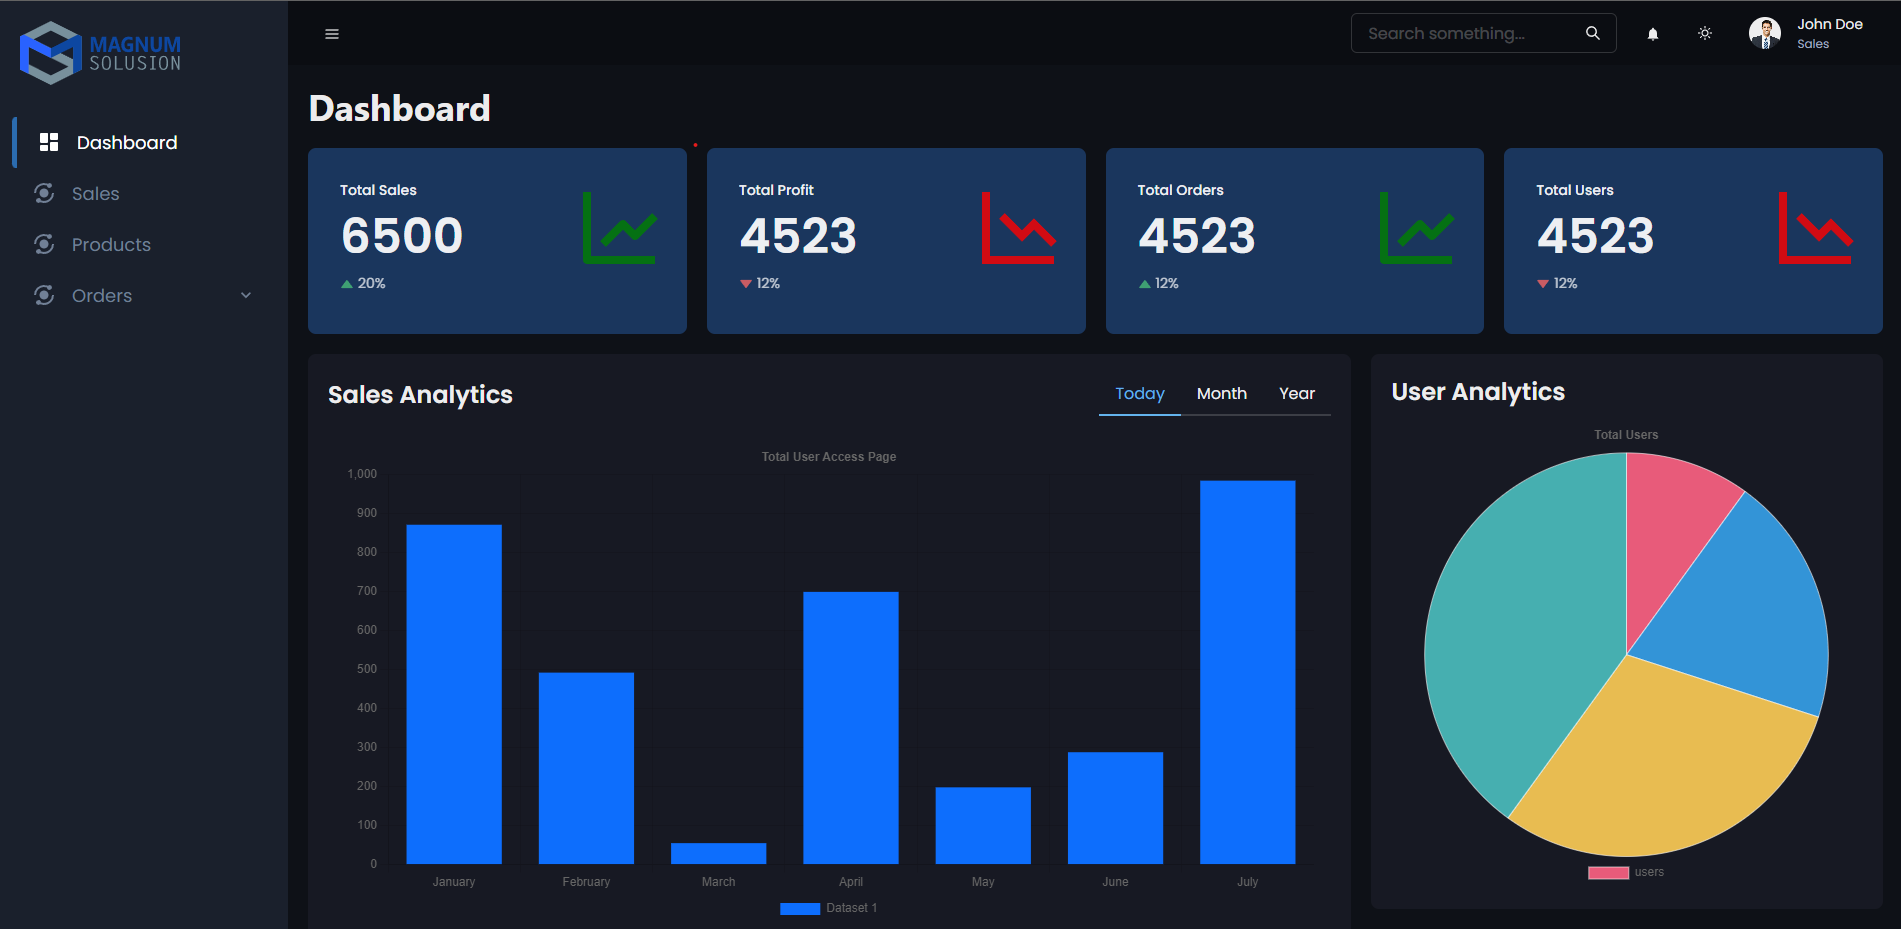 MAGNUM
SOLUSION
Dashboard
Sales
Products
Orders
Search something...
John Doe
Sales
Dashboard
Total Sales
6500
20%
Total Profit
4523
12%
Total Orders
4523
12%
Total Users
4523
12%
Sales Analytics
Today Month Year
Total User Access Page
1,000
900
800
700
600
500
400
300
200
100
0
January February March April May June July
Dataset 1
User Analytics
Total Users
users